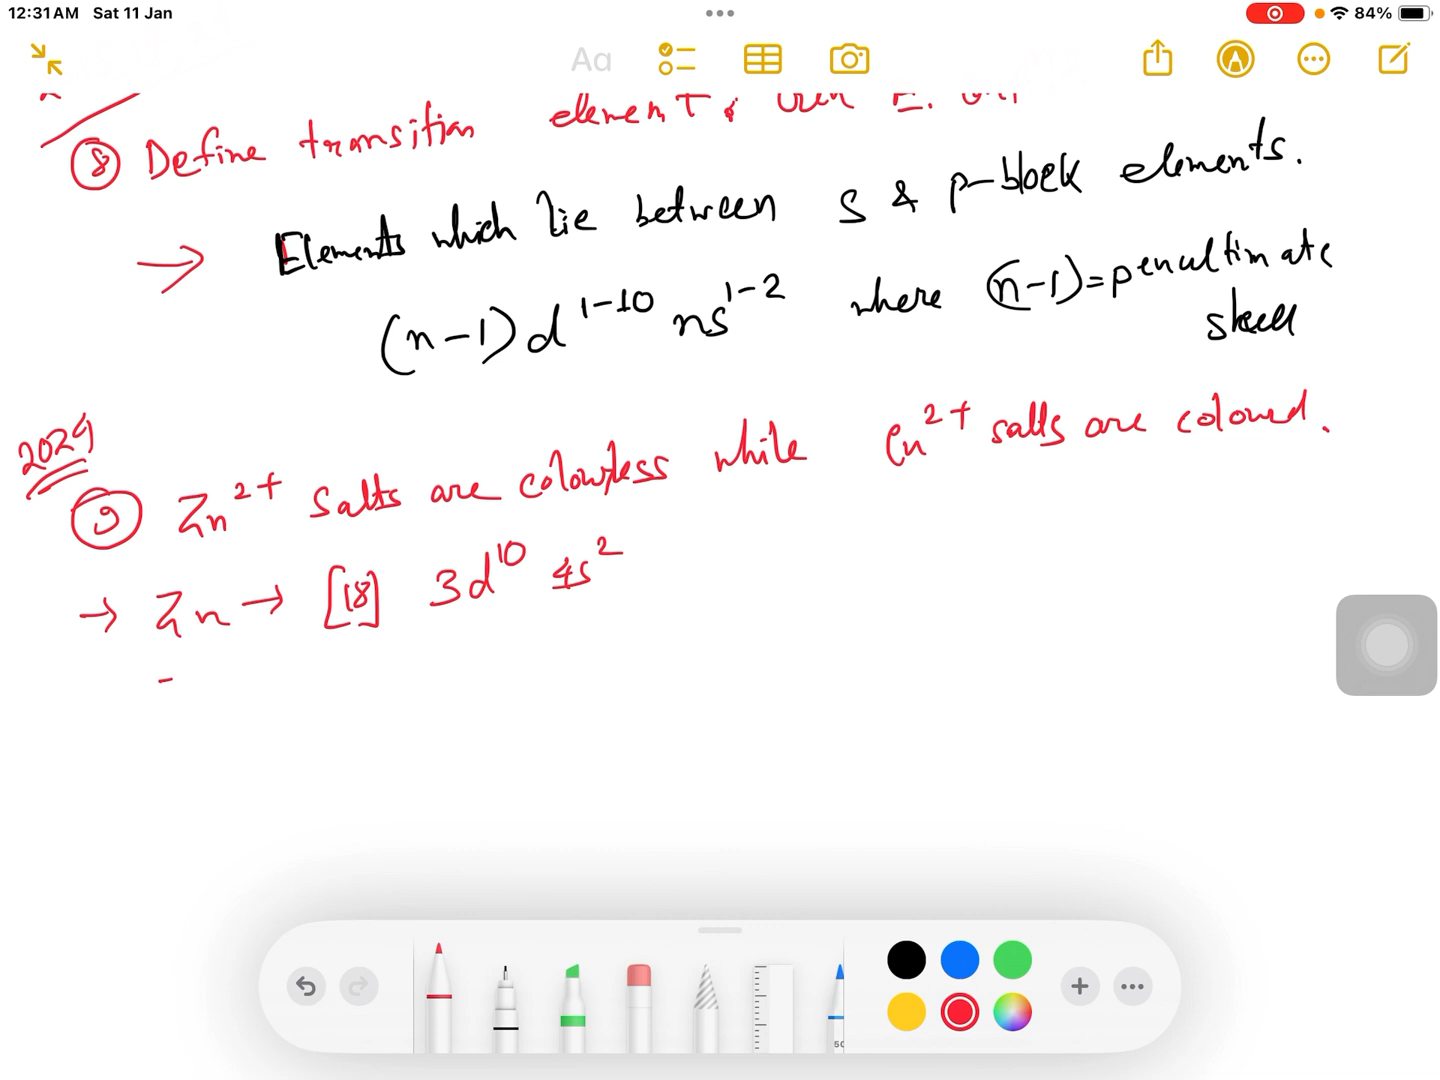 12:31 AM Sat 11 Jan
84%
Aa
⑧ Define transition element &
→ Elements which lie between s & p-block elements.
(n-1)d¹⁻¹⁰ ns¹⁻² where (n-1)=penultimate
shell
2024
⑨ Zn²⁺ salts are colourless while Cu²⁺ salts are coloured.
→ Zn → [18] 3d¹⁰ 4s²